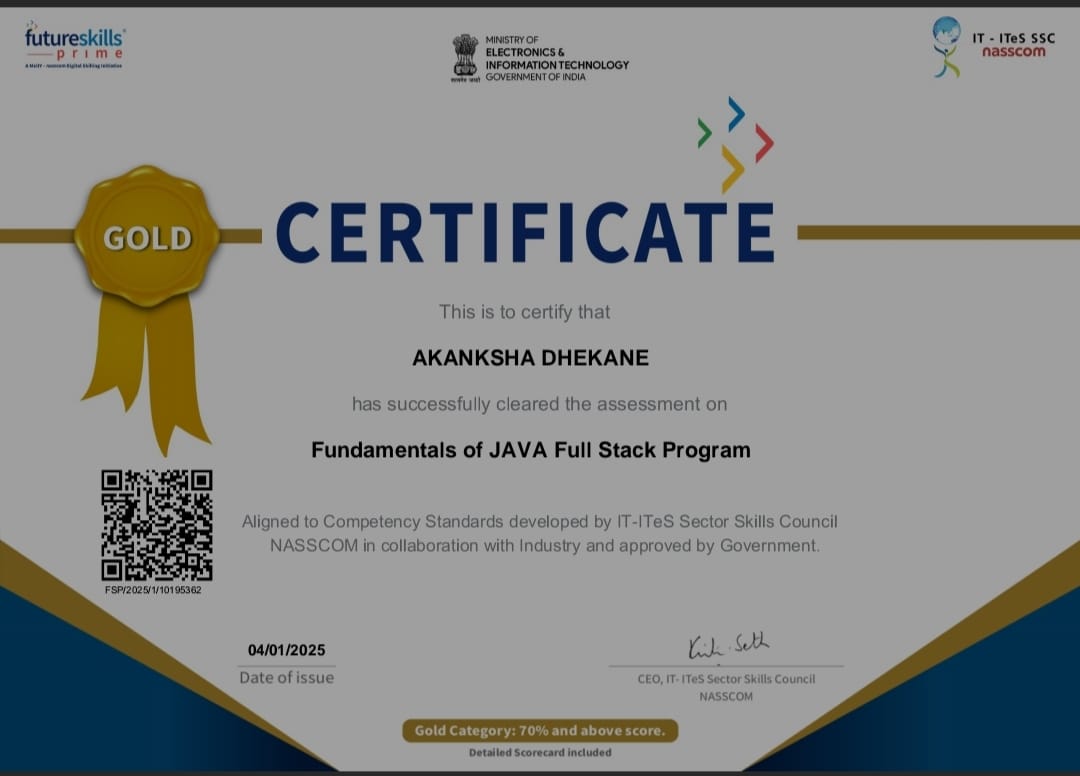 futureskills
prime
A MeitY - nasscom Digital Skilling Initiative
MINISTRY OF
ELECTRONICS &
INFORMATION TECHNOLOGY
GOVERNMENT OF INDIA
सत्यमेव जयते
IT - ITeS SSC
nasscom
GOLD
CERTIFICATE
This is to certify that
AKANKSHA DHEKANE
has successfully cleared the assessment on
Fundamentals of JAVA Full Stack Program
Aligned to Competency Standards developed by IT-ITeS Sector Skills Council
NASSCOM in collaboration with Industry and approved by Government.
FSP/2025/1/10195362
04/01/2025
Date of issue
CEO, IT- ITeS Sector Skills Council
NASSCOM
Gold Category: 70% and above score.
Detailed Scorecard included